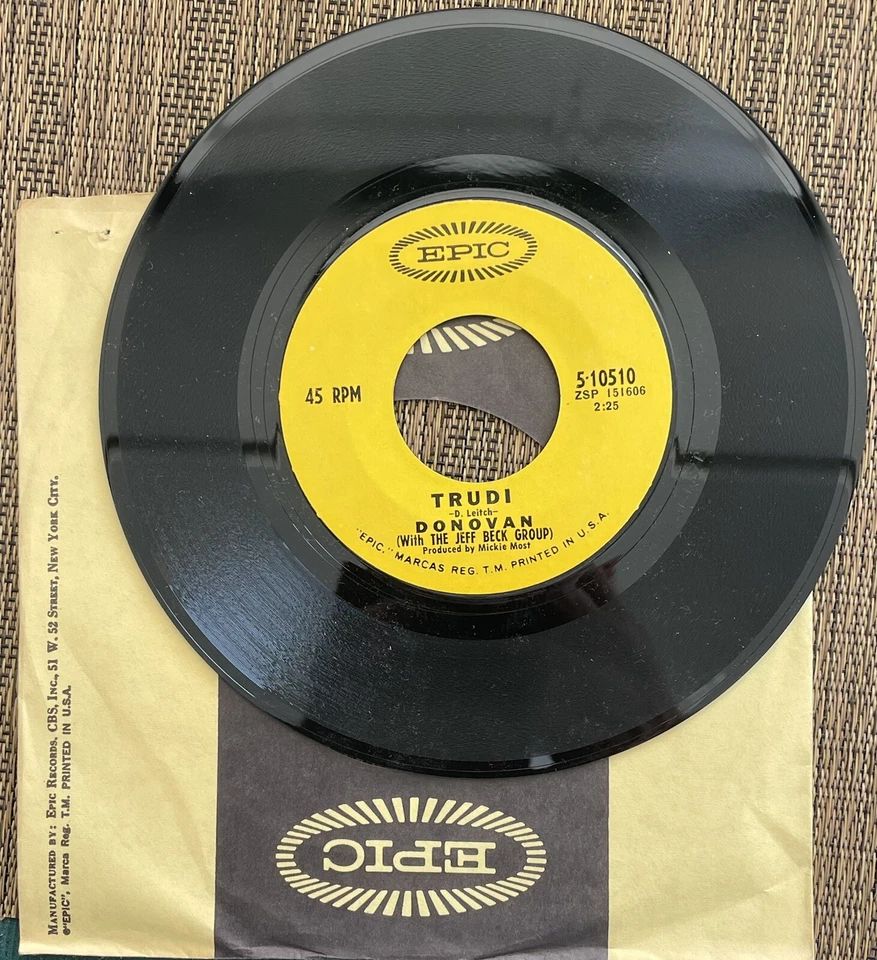 EPIC
45 RPM
5-10510
ZSP 151606
2:25
TRUDI
-D. Leitch-
DONOVAN
(With THE JEFF BECK GROUP)
Produced by Mickie Most
"EPIC," MARCAS REG. T.M. PRINTED IN U.S.A.
MANUFACTURED BY: EPIC RECORDS, CBS, INC., 51 W. 52 STREET, NEW YORK CITY.
®"EPIC", Marca Reg. T.M. PRINTED IN U.S.A.
EPIC